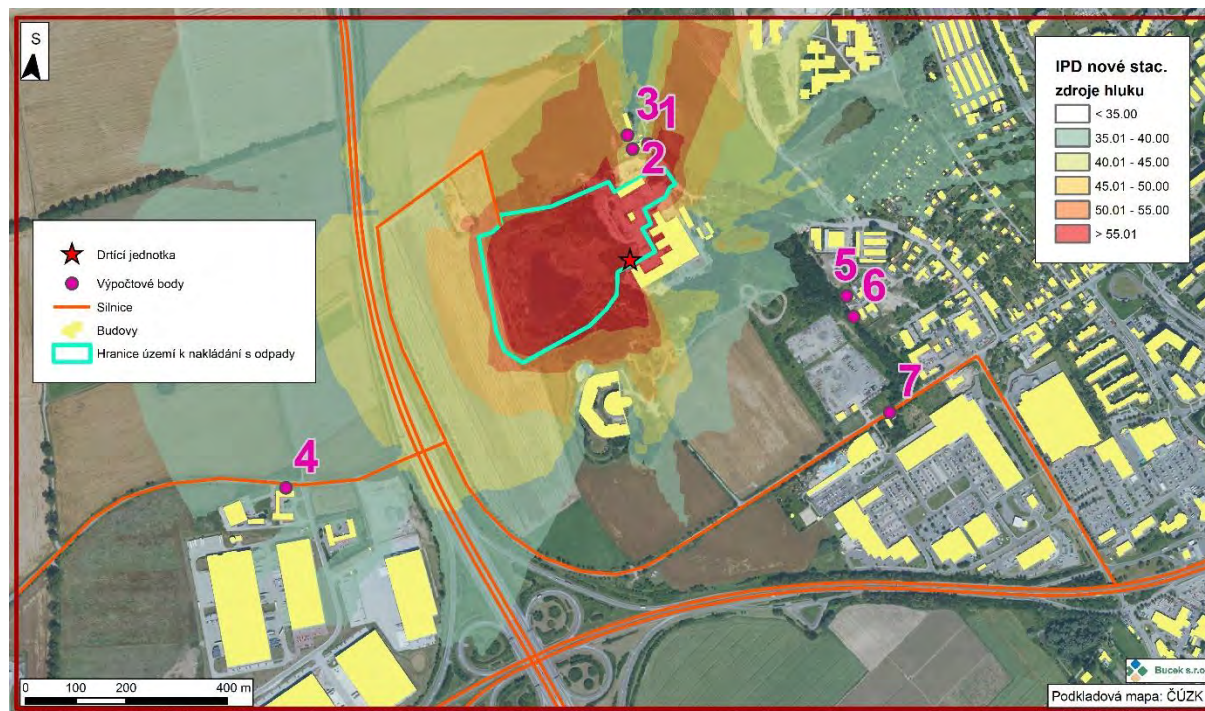 S
IPD nové stac.
zdroje hluku
< 35.00
35.01 - 40.00
40.01 - 45.00
45.01 - 50.00
50.01 - 55.00
> 55.01
31
2
Drtící jednotka
Výpočtové body
Silnice
Budovy
Hranice území k nakládání s odpady
5
6
7
4
0 100 200 400 m
Bucek s.r.o
Podkladová mapa: ČÚZK